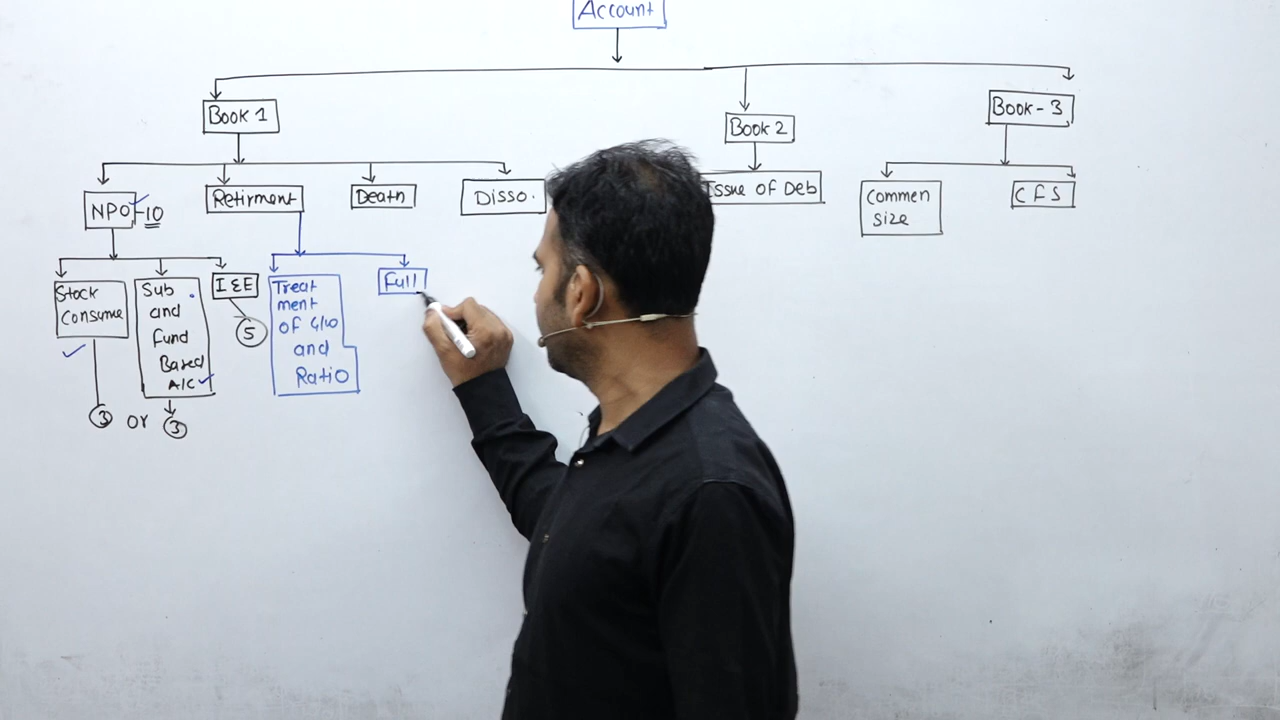 Account
Book 1
Book 2
Book - 3
NPO
10
Retirment
Death
Disso.
Issue of Deb
Commen
size
CFS
Stock
Consume
Sub
and
Fund
Based
A/C
I & E
Treat
ment
of G/W
and
Ratio
Full
5
3 or 3